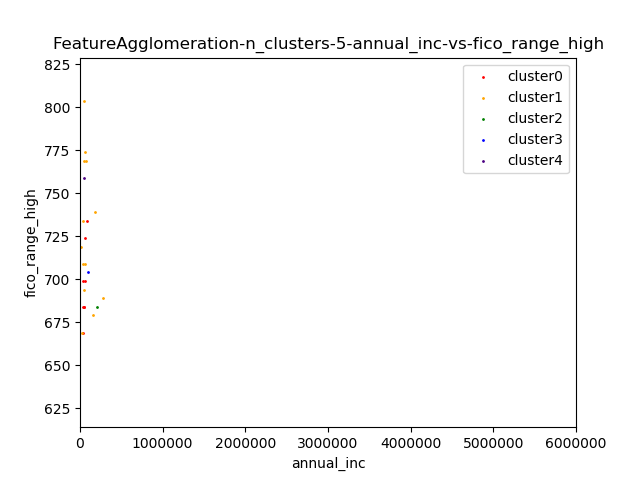 FeatureAgglomeration-n_clusters-5-annual_inc-vs-fico_range_high
825
800
775
750
725
700
675
650
625
fico_range_high
cluster0
cluster1
cluster2
cluster3
cluster4
0 1000000 2000000 3000000 4000000 5000000 6000000
annual_inc